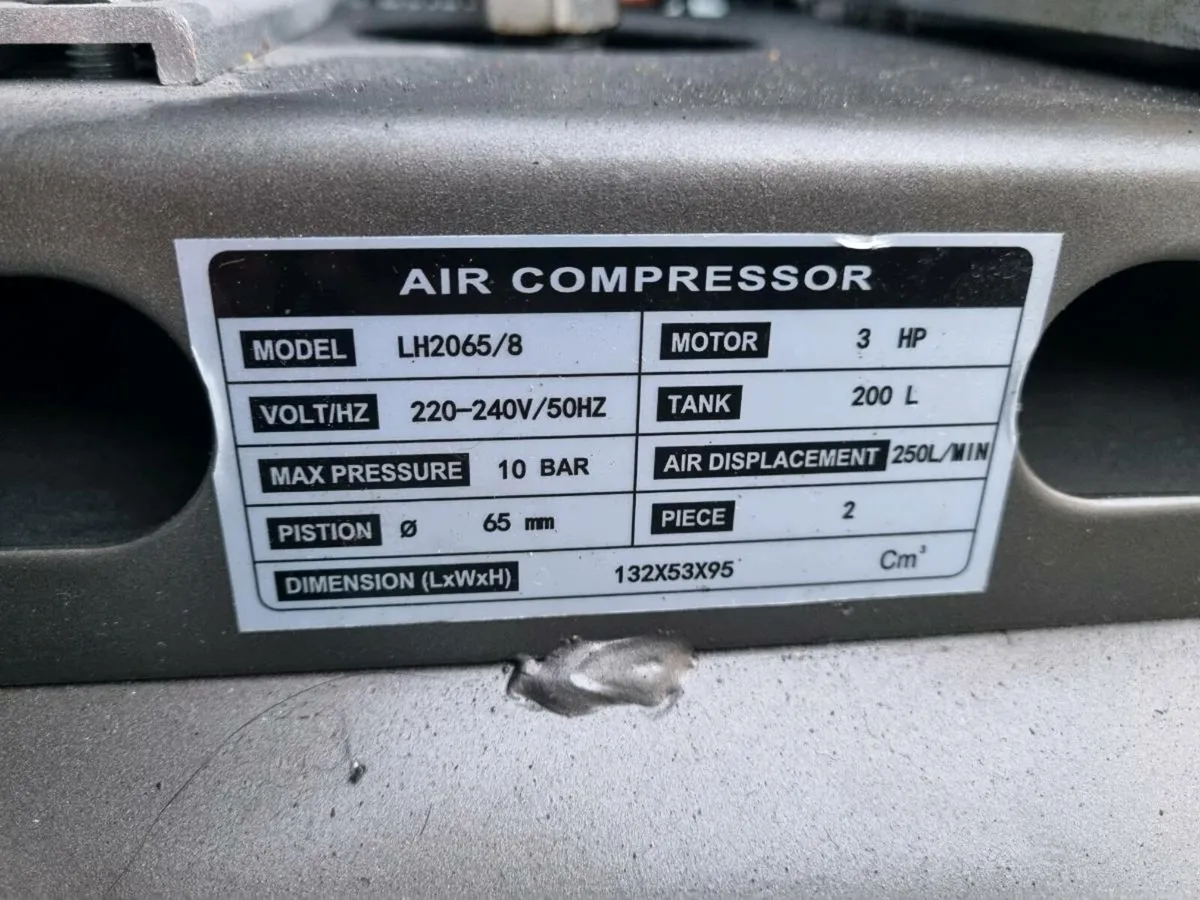 AIR COMPRESSOR
MODEL LH2065/8 MOTOR 3 HP
VOLT/HZ 220-240V/50HZ TANK 200 L
MAX PRESSURE 10 BAR AIR DISPLACEMENT 250L/MIN
PISTION Ø 65 mm PIECE 2
DIMENSION (LxWxH) 132X53X95 Cm³